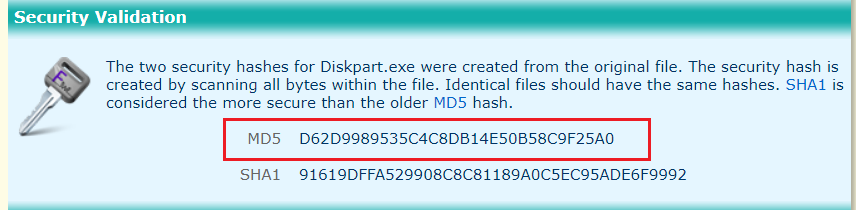 Security Validation
The two security hashes for Diskpart.exe were created from the original file. The security hash is
created by scanning all bytes within the file. Identical files should have the same hashes. SHA1 is
considered the more secure than the older MD5 hash.
MD5 D62D9989535C4C8DB14E50B58C9F25A0
SHA1 91619DFFA529908C8C81189A0C5EC95ADE6F9992